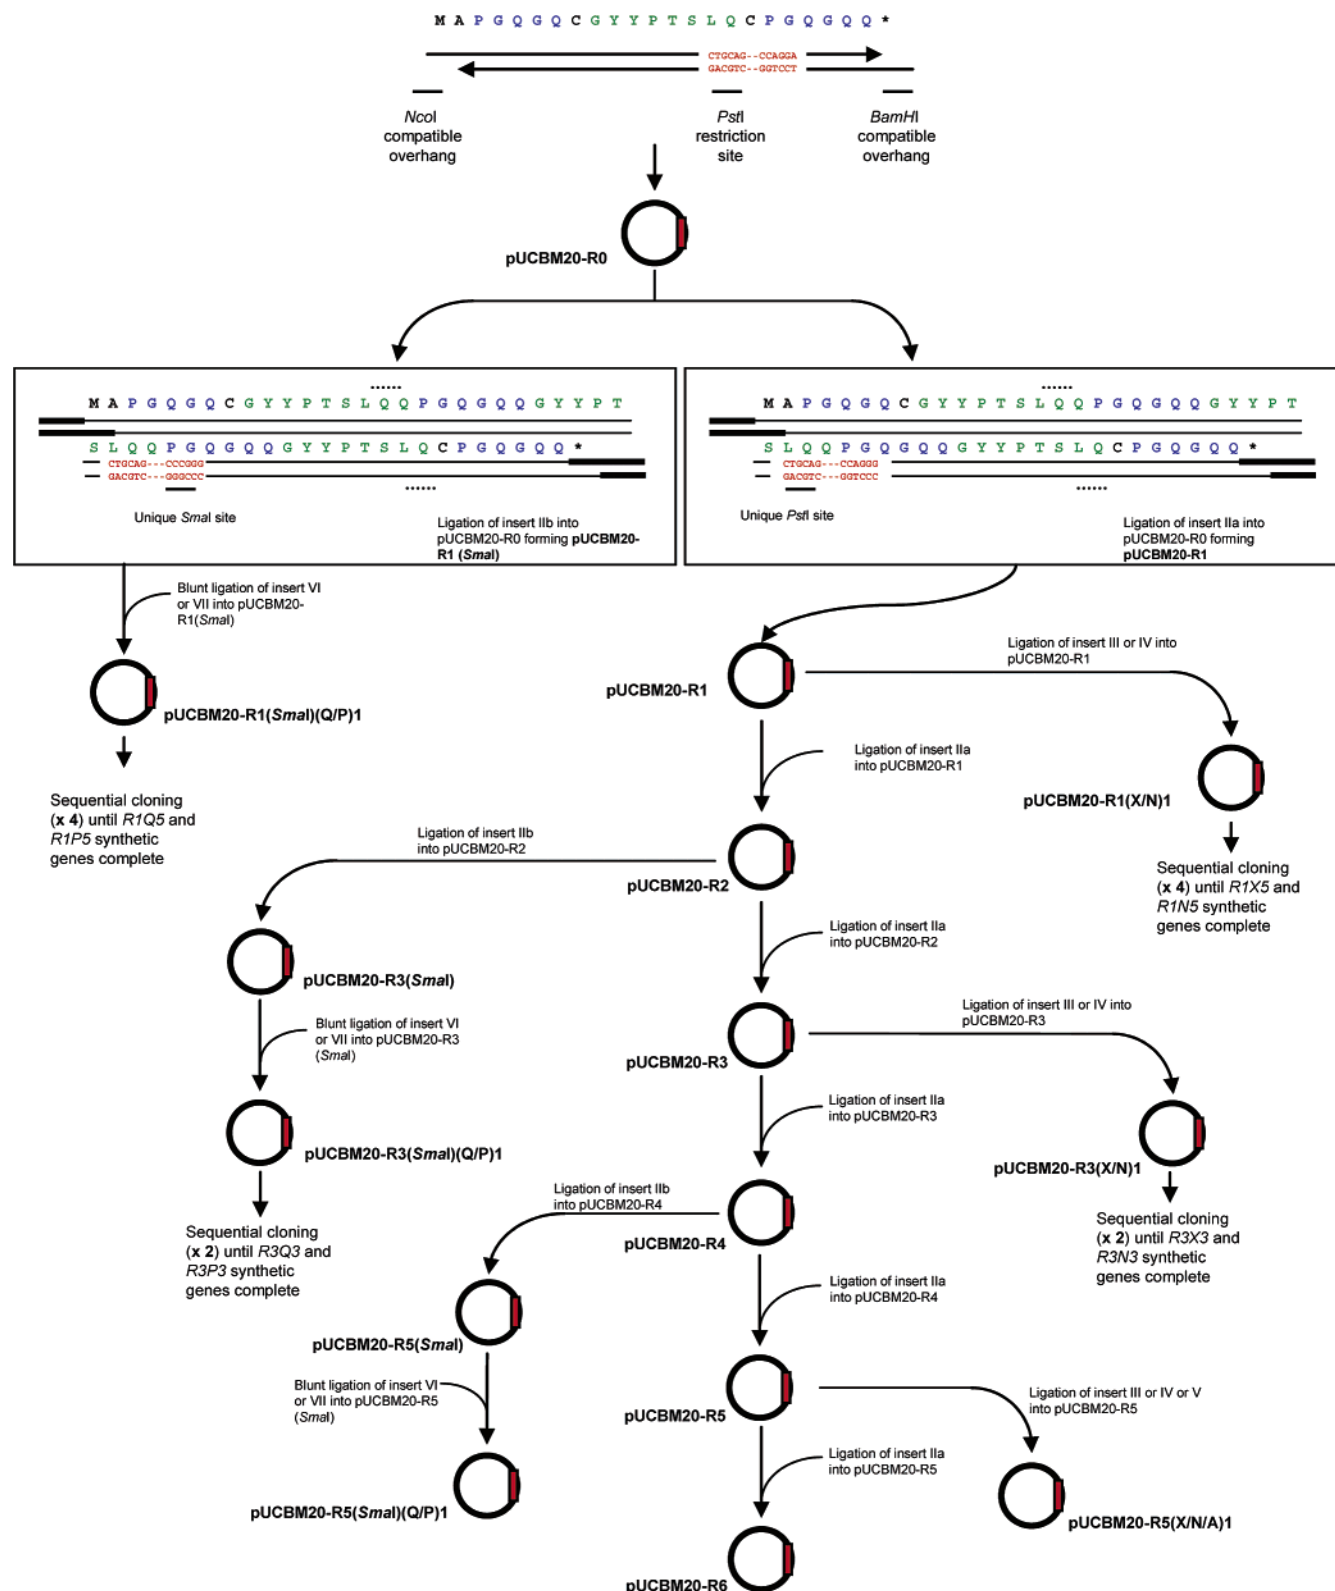 M A P G Q G Q C G Y Y P T S L Q C P G Q G Q Q *
CTGCAG--CCAGGA
GACGTC--GGTCCT
NcoI
compatible
overhang
PstI
restriction
site
BamHI
compatible
overhang
pUCBM20-R0
......
M A P G Q G Q C G Y Y P T S L Q Q P G Q G Q Q G Y Y P T
S L Q Q P G Q G Q Q G Y Y P T S L Q C P G Q G Q Q *
CTGCAG---CCCGGG
GACGTC---GGGCCC
......
Unique SmaI site
Ligation of insert IIb into
pUCBM20-R0 forming pUCBM20-
R1 (SmaI)
......
M A P G Q G Q C G Y Y P T S L Q Q P G Q G Q Q G Y Y P T
S L Q Q P G Q G Q Q G Y Y P T S L Q C P G Q G Q Q *
CTGCAG---CCAGGG
GACGTC---GGTCCC
......
Unique PstI site
Ligation of insert IIa into
pUCBM20-R0 forming
pUCBM20-R1
Blunt ligation of insert VI
or VII into pUCBM20-
R1(SmaI)
pUCBM20-R1(SmaI)(Q/P)1
Sequential cloning
(x 4) until R1Q5 and
R1P5 synthetic
genes complete
pUCBM20-R1
Ligation of insert III or IV into
pUCBM20-R1
pUCBM20-R1(X/N)1
Sequential cloning
(x 4) until R1X5 and
R1N5 synthetic
genes complete
Ligation of insert IIa
into pUCBM20-R1
Ligation of insert IIb
into pUCBM20-R2
pUCBM20-R2
Ligation of insert IIa
into pUCBM20-R2
pUCBM20-R3(SmaI)
Blunt ligation of insert VI
or VII into pUCBM20-R3
(SmaI)
pUCBM20-R3
Ligation of insert III or IV into
pUCBM20-R3
Ligation of insert IIa
into pUCBM20-R3
pUCBM20-R3(SmaI)(Q/P)1
pUCBM20-R3(X/N)1
Sequential cloning
(x 2) until R3Q3 and
R3P3 synthetic
genes complete
Ligation of insert IIb
into pUCBM20-R4
pUCBM20-R4
Sequential cloning
(x 2) until R3X3 and
R3N3 synthetic
genes complete
Ligation of insert IIa
into pUCBM20-R4
pUCBM20-R5(SmaI)
Blunt ligation of insert VI
or VII into pUCBM20-R5
(SmaI)
pUCBM20-R5
Ligation of insert III or IV or V
into pUCBM20-R5
Ligation of insert IIa
into pUCBM20-R5
pUCBM20-R5(SmaI)(Q/P)1
pUCBM20-R5(X/N/A)1
pUCBM20-R6